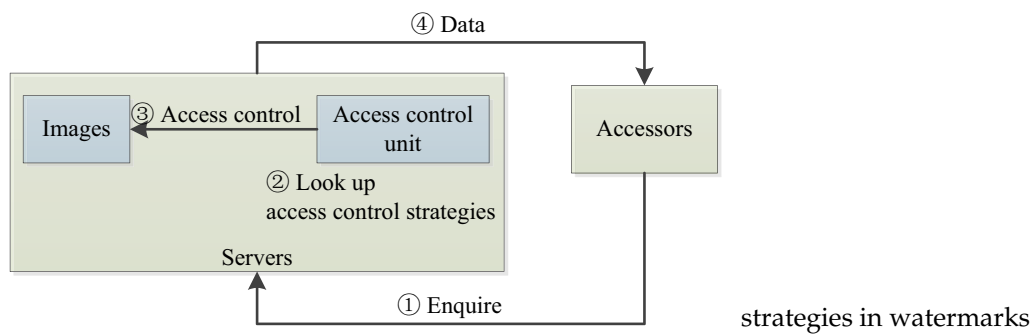 ④ Data
③ Access control
Images
Access control
unit
Accessors
② Look up
access control strategies
Servers
① Enquire
strategies in watermarks